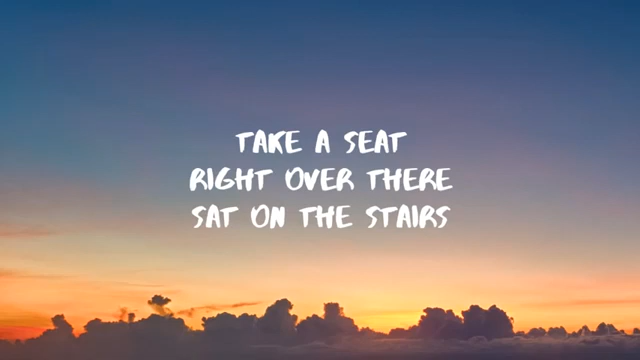 TAKE A SEAT
RIGHT OVER THERE
SAT ON THE STAIRS